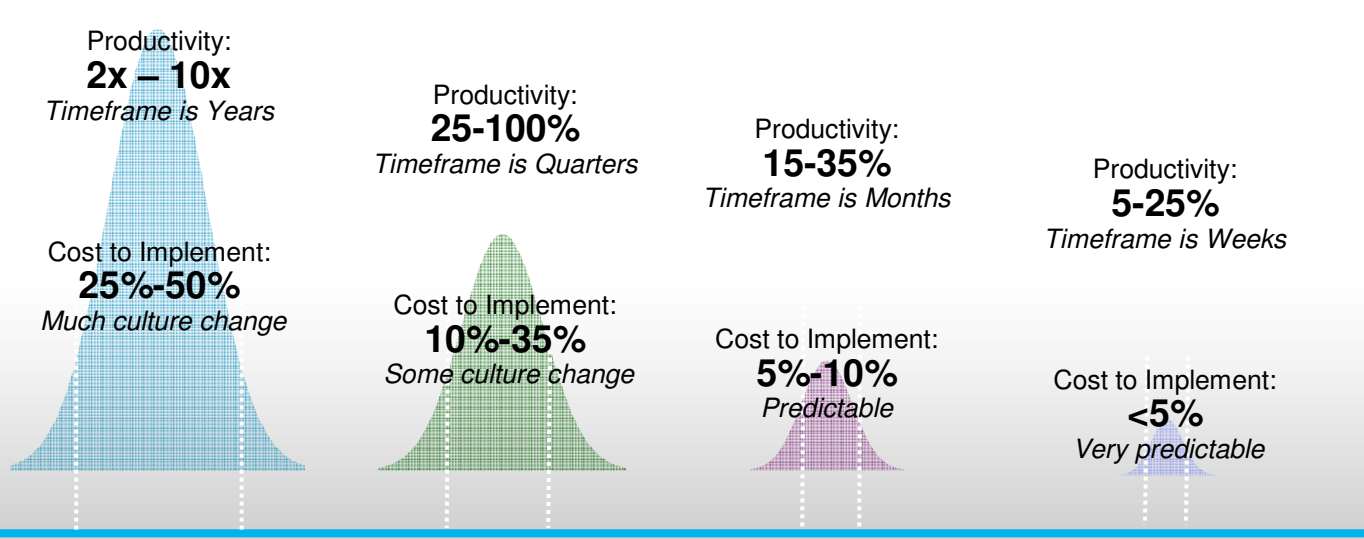 Productivity:
2x – 10x
Timeframe is Years
Cost to Implement:
25%-50%
Much culture change
Productivity:
25-100%
Timeframe is Quarters
Cost to Implement:
10%-35%
Some culture change
Productivity:
15-35%
Timeframe is Months
Cost to Implement:
5%-10%
Predictable
Productivity:
5-25%
Timeframe is Weeks
Cost to Implement:
<5%
Very predictable